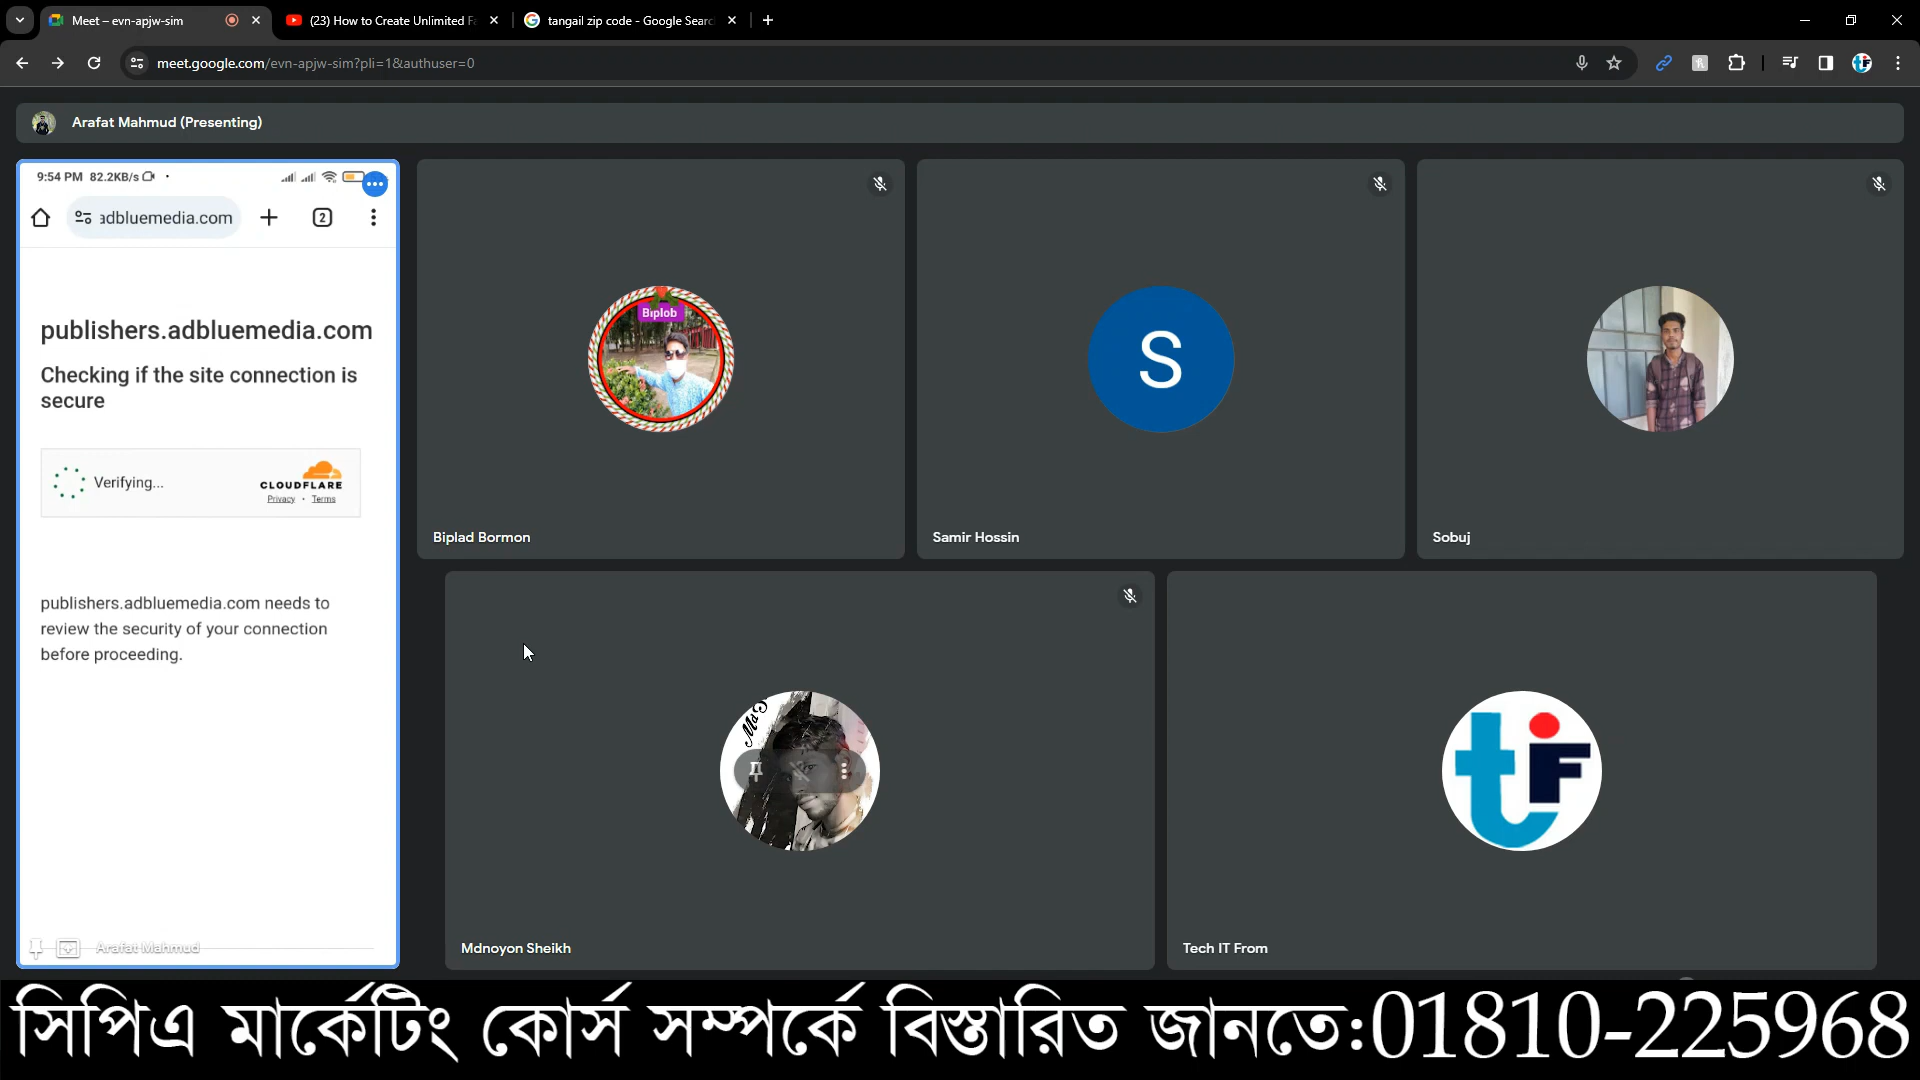 Meet – evn-apjw-sim
(23) How to Create Unlimited F
tangail zip code - Google Searc
meet.google.com/evn-apjw-sim?pli=1&authuser=0
Arafat Mahmud (Presenting)
9:54 PM 82.2KB/s
adbluemedia.com
2
publishers.adbluemedia.com
Checking if the site connection is
secure
Verifying...
CLOUDFLARE
Privacy • Terms
publishers.adbluemedia.com needs to
review the security of your connection
before proceeding.
Arafat Mahmud
Biplob
Biplad Bormon
S
Samir Hossin
Sobuj
Mdnoyon Sheikh
tiF
Tech IT From
সিপিএ মার্কেটিং কোর্স সম্পর্কে বিস্তারিত জানতে:01810-225968